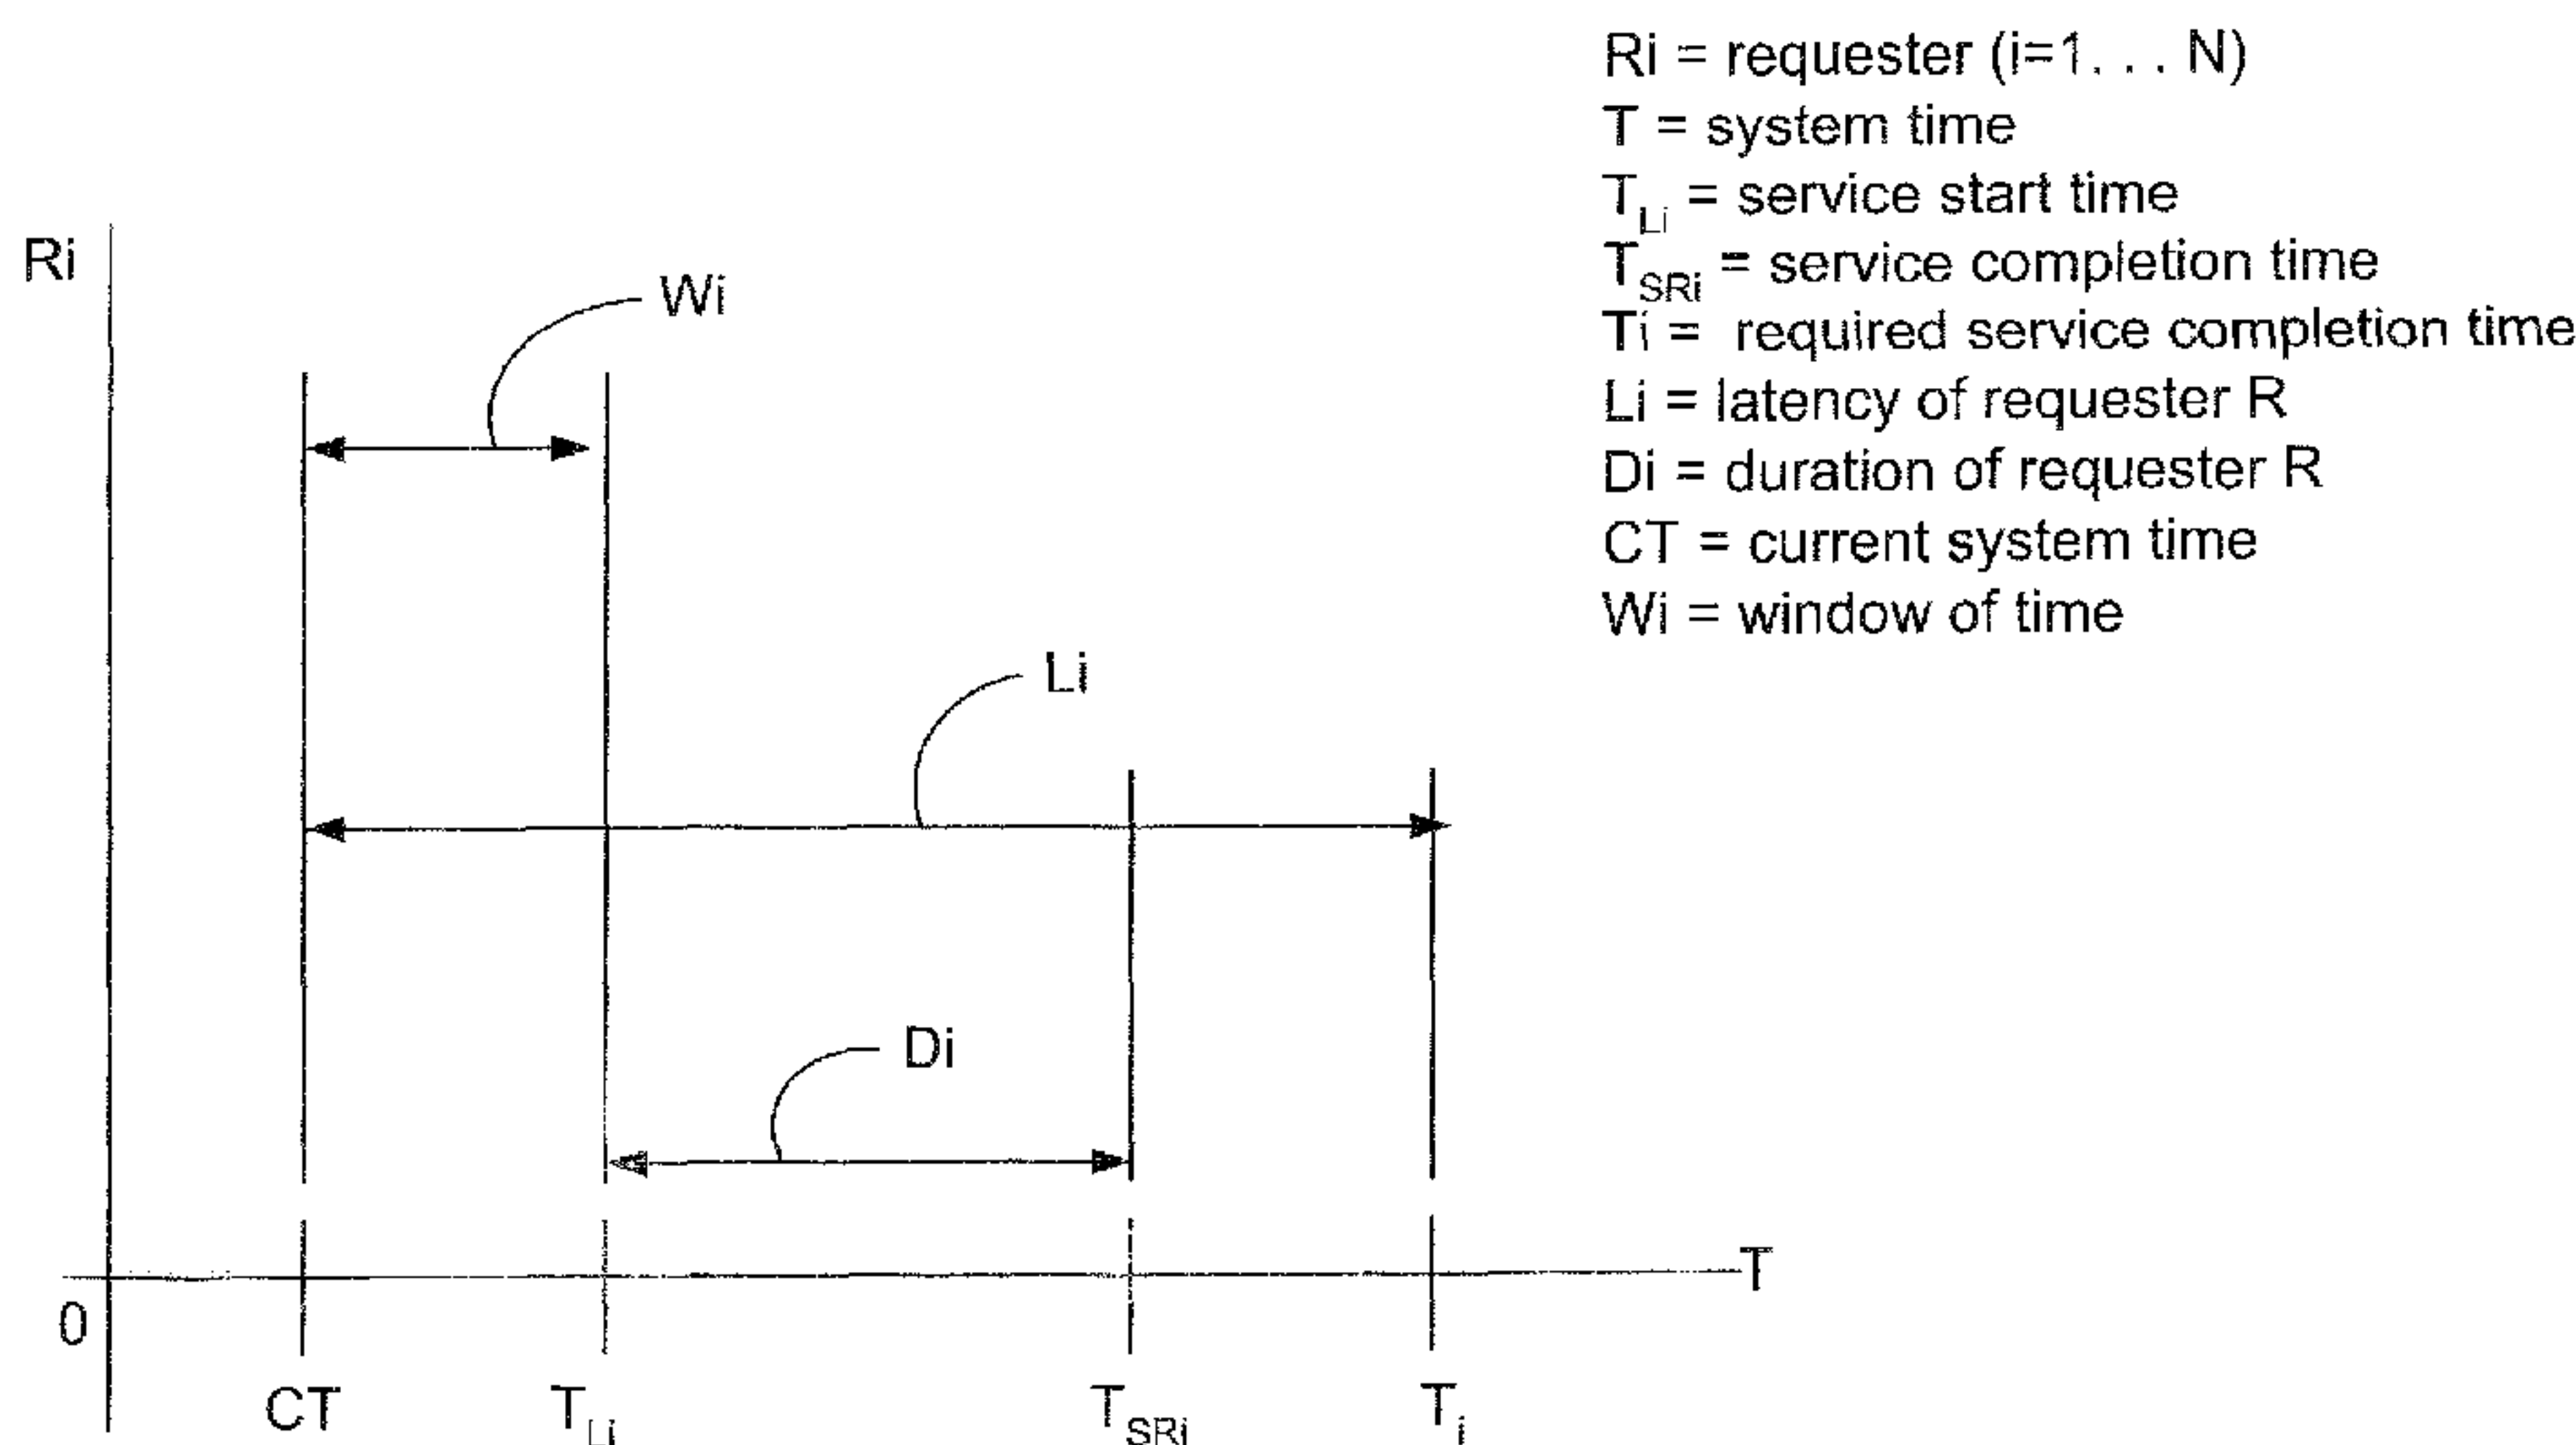 Ri = requester (i=1. . . N)
T = system time
T_Li = service start time
T_SRi = service completion time
Ti = required service completion time
Li = latency of requester R
Di = duration of requester R
CT = current system time
Wi = window of time
Ri
Wi
Li
Di
T
0
CT
T_Li
T_SRi
T_i